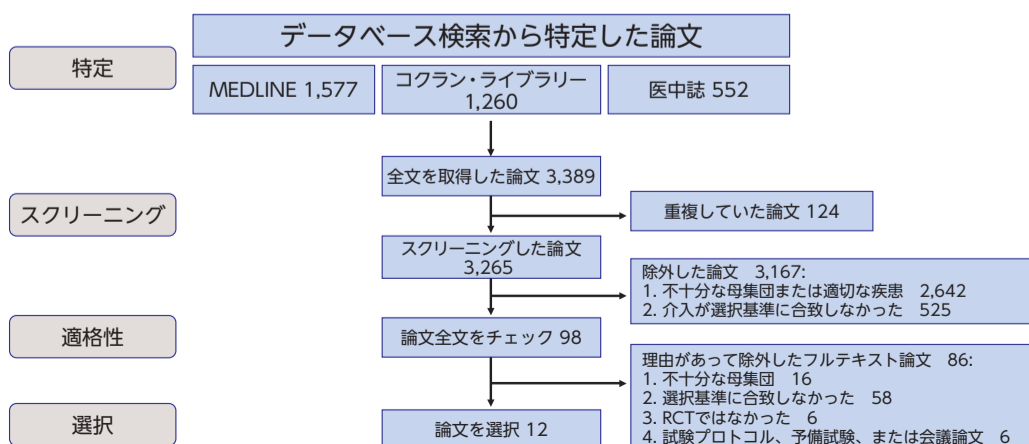 データベース検索から特定した論文
特定
MEDLINE 1,577
コクラン・ライブラリー
1,260
医中誌 552
全文を取得した論文 3,389
スクリーニング
重複していた論文 124
スクリーニングした論文
3,265
除外した論文　3,167:
1. 不十分な母集団または適切な疾患　2,642
2. 介入が選択基準に合致しなかった　525
適格性
論文全文をチェック 98
理由があって除外したフルテキスト論文　86:
1. 不十分な母集団　16
2. 選択基準に合致しなかった　58
3. RCTではなかった　6
4. 試験プロトコル、予備試験、または会議論文　6
選択
論文を選択 12